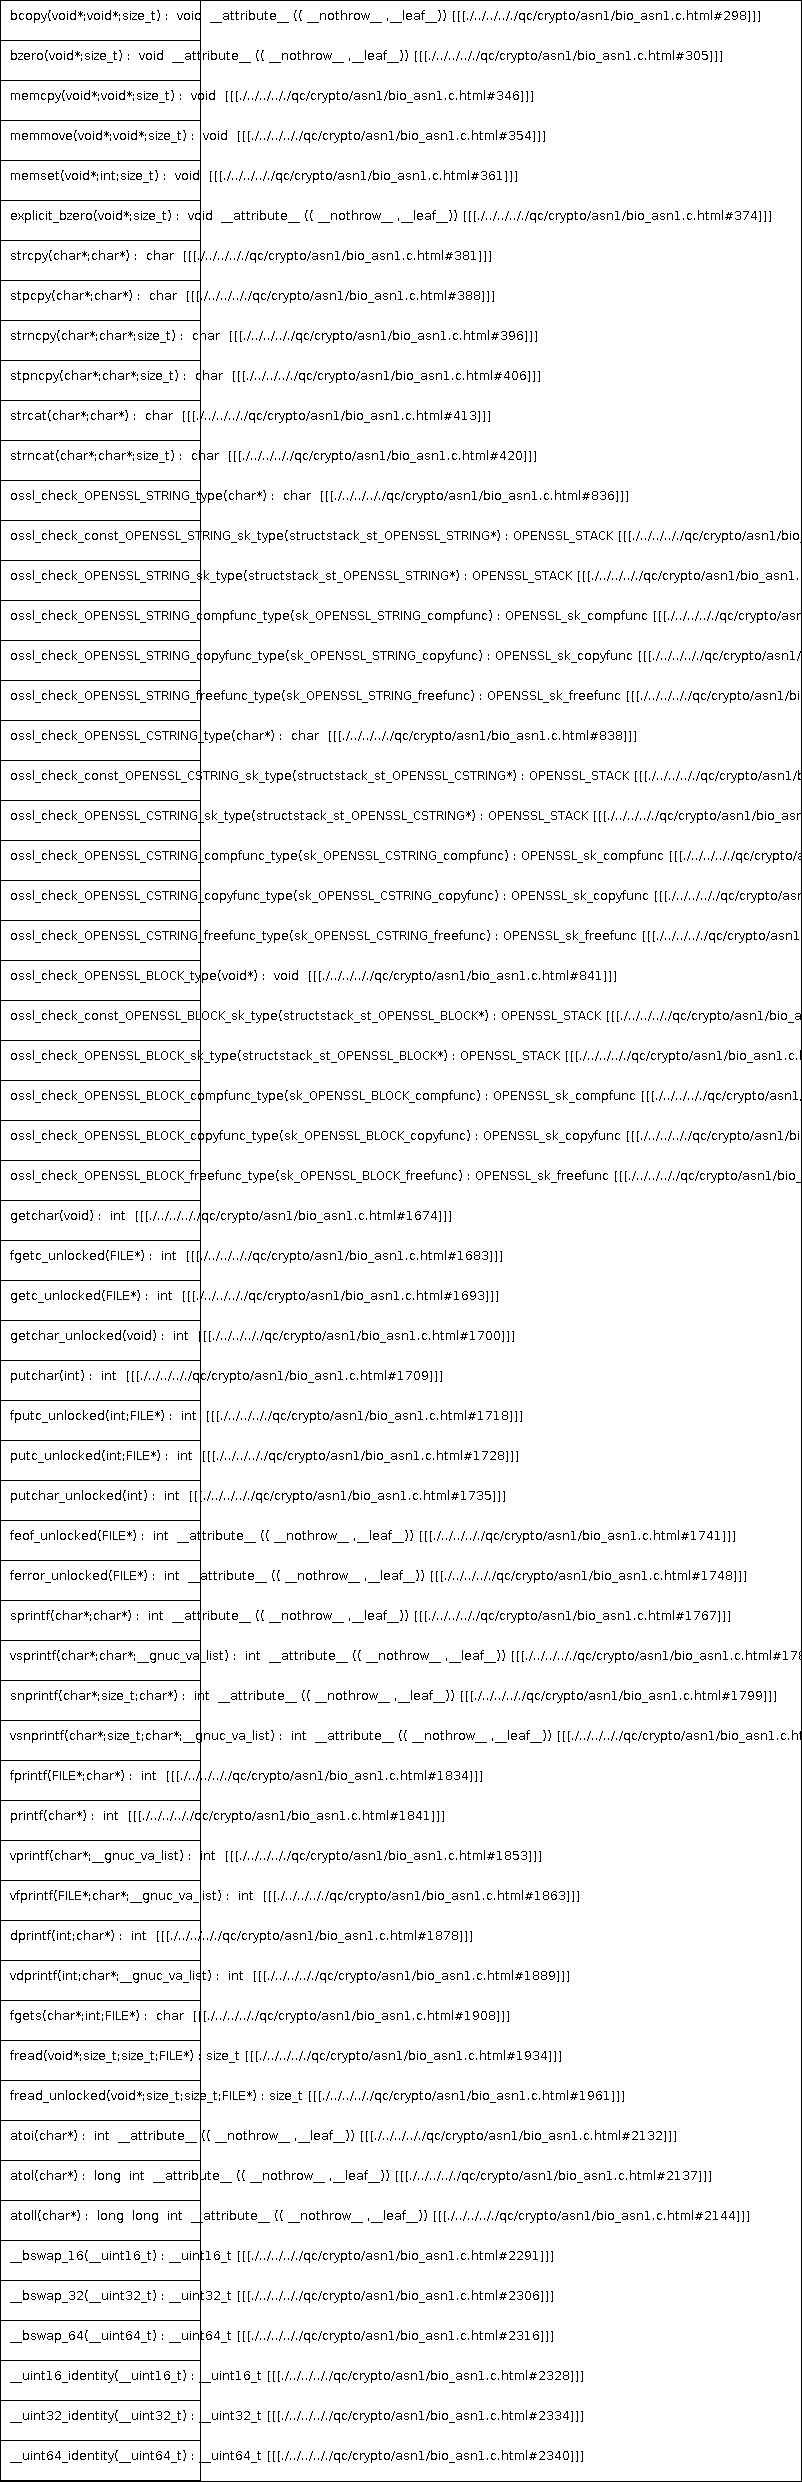 bcopy(void*;void*;size_t) :  void  __attribute__ (( __nothrow__ ,__leaf__)) [[[./../../.././qc/crypto/asn1/bio_asn1.c.html#298]]]
bzero(void*;size_t) :  void  __attribute__ (( __nothrow__ ,__leaf__)) [[[./../../.././qc/crypto/asn1/bio_asn1.c.html#305]]]
memcpy(void*;void*;size_t) :  void  [[[./../../.././qc/crypto/asn1/bio_asn1.c.html#346]]]
memmove(void*;void*;size_t) :  void  [[[./../../.././qc/crypto/asn1/bio_asn1.c.html#354]]]
memset(void*;int;size_t) :  void  [[[./../../.././qc/crypto/asn1/bio_asn1.c.html#361]]]
explicit_bzero(void*;size_t) :  void  __attribute__ (( __nothrow__ ,__leaf__)) [[[./../../.././qc/crypto/asn1/bio_asn1.c.html#374]]]
strcpy(char*;char*) :  char  [[[./../../.././qc/crypto/asn1/bio_asn1.c.html#381]]]
stpcpy(char*;char*) :  char  [[[./../../.././qc/crypto/asn1/bio_asn1.c.html#388]]]
strncpy(char*;char*;size_t) :  char  [[[./../../.././qc/crypto/asn1/bio_asn1.c.html#396]]]
stpncpy(char*;char*;size_t) :  char  [[[./../../.././qc/crypto/asn1/bio_asn1.c.html#406]]]
strcat(char*;char*) :  char  [[[./../../.././qc/crypto/asn1/bio_asn1.c.html#413]]]
strncat(char*;char*;size_t) :  char  [[[./../../.././qc/crypto/asn1/bio_asn1.c.html#420]]]
ossl_check_OPENSSL_STRING_type(char*) :  char  [[[./../../.././qc/crypto/asn1/bio_asn1.c.html#836]]]
ossl_check_const_OPENSSL_STRING_sk_type(structstack_st_OPENSSL_STRING*) : OPENSSL_STACK [[[./../../.././qc/crypto/asn1/bio_
ossl_check_OPENSSL_STRING_sk_type(structstack_st_OPENSSL_STRING*) : OPENSSL_STACK [[[./../../.././qc/crypto/asn1/bio_asn1.
ossl_check_OPENSSL_STRING_compfunc_type(sk_OPENSSL_STRING_compfunc) : OPENSSL_sk_compfunc [[[./../../.././qc/crypto/asn
ossl_check_OPENSSL_STRING_copyfunc_type(sk_OPENSSL_STRING_copyfunc) : OPENSSL_sk_copyfunc [[[./../../.././qc/crypto/asn1/
ossl_check_OPENSSL_STRING_freefunc_type(sk_OPENSSL_STRING_freefunc) : OPENSSL_sk_freefunc [[[./../../.././qc/crypto/asn1/bi
ossl_check_OPENSSL_CSTRING_type(char*) :  char  [[[./../../.././qc/crypto/asn1/bio_asn1.c.html#838]]]
ossl_check_const_OPENSSL_CSTRING_sk_type(structstack_st_OPENSSL_CSTRING*) : OPENSSL_STACK [[[./../../.././qc/crypto/asn1/b
ossl_check_OPENSSL_CSTRING_sk_type(structstack_st_OPENSSL_CSTRING*) : OPENSSL_STACK [[[./../../.././qc/crypto/asn1/bio_asn
ossl_check_OPENSSL_CSTRING_compfunc_type(sk_OPENSSL_CSTRING_compfunc) : OPENSSL_sk_compfunc [[[./../../.././qc/crypto/a
ossl_check_OPENSSL_CSTRING_copyfunc_type(sk_OPENSSL_CSTRING_copyfunc) : OPENSSL_sk_copyfunc [[[./../../.././qc/crypto/asn
ossl_check_OPENSSL_CSTRING_freefunc_type(sk_OPENSSL_CSTRING_freefunc) : OPENSSL_sk_freefunc [[[./../../.././qc/crypto/asn1
ossl_check_OPENSSL_BLOCK_type(void*) :  void  [[[./../../.././qc/crypto/asn1/bio_asn1.c.html#841]]]
ossl_check_const_OPENSSL_BLOCK_sk_type(structstack_st_OPENSSL_BLOCK*) : OPENSSL_STACK [[[./../../.././qc/crypto/asn1/bio_a
ossl_check_OPENSSL_BLOCK_sk_type(structstack_st_OPENSSL_BLOCK*) : OPENSSL_STACK [[[./../../.././qc/crypto/asn1/bio_asn1.c.
ossl_check_OPENSSL_BLOCK_compfunc_type(sk_OPENSSL_BLOCK_compfunc) : OPENSSL_sk_compfunc [[[./../../.././qc/crypto/asn1/
ossl_check_OPENSSL_BLOCK_copyfunc_type(sk_OPENSSL_BLOCK_copyfunc) : OPENSSL_sk_copyfunc [[[./../../.././qc/crypto/asn1/bi
ossl_check_OPENSSL_BLOCK_freefunc_type(sk_OPENSSL_BLOCK_freefunc) : OPENSSL_sk_freefunc [[[./../../.././qc/crypto/asn1/bio_
getchar(void) :  int  [[[./../../.././qc/crypto/asn1/bio_asn1.c.html#1674]]]
fgetc_unlocked(FILE*) :  int  [[[./../../.././qc/crypto/asn1/bio_asn1.c.html#1683]]]
getc_unlocked(FILE*) :  int  [[[./../../.././qc/crypto/asn1/bio_asn1.c.html#1693]]]
getchar_unlocked(void) :  int  [[[./../../.././qc/crypto/asn1/bio_asn1.c.html#1700]]]
putchar(int) :  int  [[[./../../.././qc/crypto/asn1/bio_asn1.c.html#1709]]]
fputc_unlocked(int;FILE*) :  int  [[[./../../.././qc/crypto/asn1/bio_asn1.c.html#1718]]]
putc_unlocked(int;FILE*) :  int  [[[./../../.././qc/crypto/asn1/bio_asn1.c.html#1728]]]
putchar_unlocked(int) :  int  [[[./../../.././qc/crypto/asn1/bio_asn1.c.html#1735]]]
feof_unlocked(FILE*) :  int  __attribute__ (( __nothrow__ ,__leaf__)) [[[./../../.././qc/crypto/asn1/bio_asn1.c.html#1741]]]
ferror_unlocked(FILE*) :  int  __attribute__ (( __nothrow__ ,__leaf__)) [[[./../../.././qc/crypto/asn1/bio_asn1.c.html#1748]]]
sprintf(char*;char*) :  int  __attribute__ (( __nothrow__ ,__leaf__)) [[[./../../.././qc/crypto/asn1/bio_asn1.c.html#1767]]]
vsprintf(char*;char*;__gnuc_va_list) :  int  __attribute__ (( __nothrow__ ,__leaf__)) [[[./../../.././qc/crypto/asn1/bio_asn1.c.html#178
snprintf(char*;size_t;char*) :  int  __attribute__ (( __nothrow__ ,__leaf__)) [[[./../../.././qc/crypto/asn1/bio_asn1.c.html#1799]]]
vsnprintf(char*;size_t;char*;__gnuc_va_list) :  int  __attribute__ (( __nothrow__ ,__leaf__)) [[[./../../.././qc/crypto/asn1/bio_asn1.c.ht
fprintf(FILE*;char*) :  int  [[[./../../.././qc/crypto/asn1/bio_asn1.c.html#1834]]]
printf(char*) :  int  [[[./../../.././qc/crypto/asn1/bio_asn1.c.html#1841]]]
vprintf(char*;__gnuc_va_list) :  int  [[[./../../.././qc/crypto/asn1/bio_asn1.c.html#1853]]]
vfprintf(FILE*;char*;__gnuc_va_list) :  int  [[[./../../.././qc/crypto/asn1/bio_asn1.c.html#1863]]]
dprintf(int;char*) :  int  [[[./../../.././qc/crypto/asn1/bio_asn1.c.html#1878]]]
vdprintf(int;char*;__gnuc_va_list) :  int  [[[./../../.././qc/crypto/asn1/bio_asn1.c.html#1889]]]
fgets(char*;int;FILE*) :  char  [[[./../../.././qc/crypto/asn1/bio_asn1.c.html#1908]]]
fread(void*;size_t;size_t;FILE*) : size_t [[[./../../.././qc/crypto/asn1/bio_asn1.c.html#1934]]]
fread_unlocked(void*;size_t;size_t;FILE*) : size_t [[[./../../.././qc/crypto/asn1/bio_asn1.c.html#1961]]]
atoi(char*) :  int  __attribute__ (( __nothrow__ ,__leaf__)) [[[./../../.././qc/crypto/asn1/bio_asn1.c.html#2132]]]
atol(char*) :  long  int  __attribute__ (( __nothrow__ ,__leaf__)) [[[./../../.././qc/crypto/asn1/bio_asn1.c.html#2137]]]
atoll(char*) :  long  long  int  __attribute__ (( __nothrow__ ,__leaf__)) [[[./../../.././qc/crypto/asn1/bio_asn1.c.html#2144]]]
__bswap_16(__uint16_t) : __uint16_t [[[./../../.././qc/crypto/asn1/bio_asn1.c.html#2291]]]
__bswap_32(__uint32_t) : __uint32_t [[[./../../.././qc/crypto/asn1/bio_asn1.c.html#2306]]]
__bswap_64(__uint64_t) : __uint64_t [[[./../../.././qc/crypto/asn1/bio_asn1.c.html#2316]]]
__uint16_identity(__uint16_t) : __uint16_t [[[./../../.././qc/crypto/asn1/bio_asn1.c.html#2328]]]
__uint32_identity(__uint32_t) : __uint32_t [[[./../../.././qc/crypto/asn1/bio_asn1.c.html#2334]]]
__uint64_identity(__uint64_t) : __uint64_t [[[./../../.././qc/crypto/asn1/bio_asn1.c.html#2340]]]